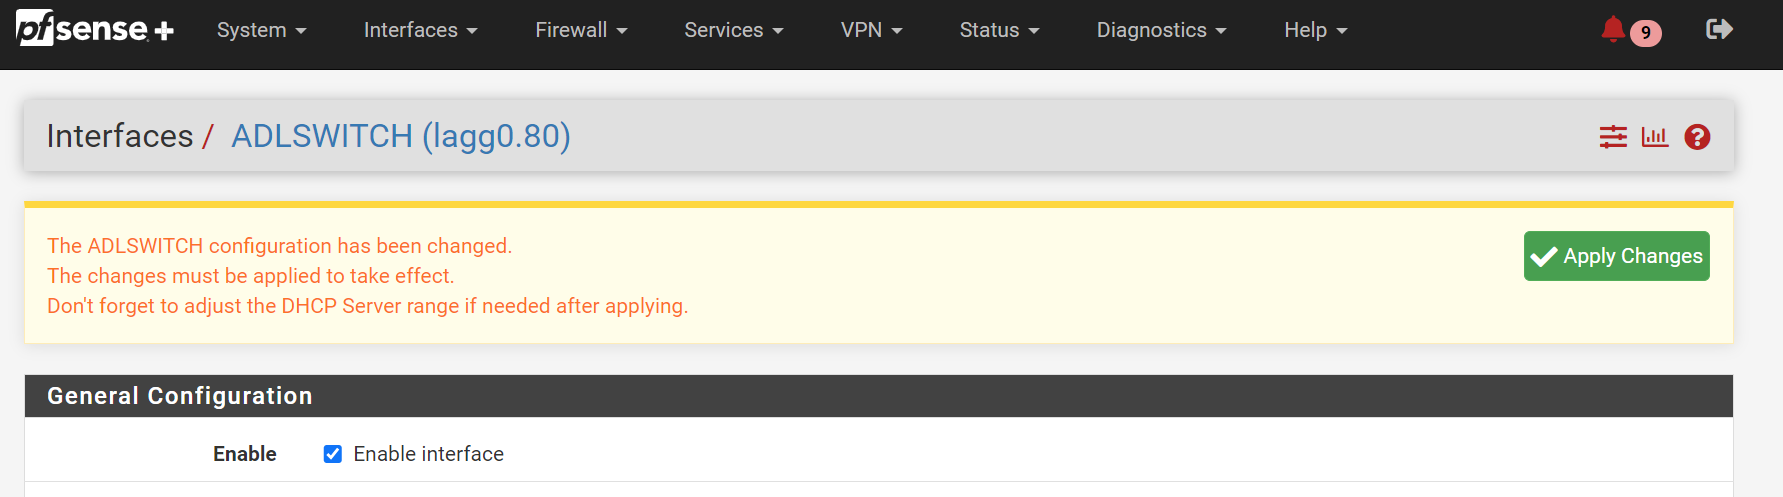 pfsense+ System Interfaces Firewall Services VPN Status Diagnostics Help 9
Interfaces / ADLSWITCH (lagg0.80)
The ADLSWITCH configuration has been changed.
The changes must be applied to take effect.
Don't forget to adjust the DHCP Server range if needed after applying.
Apply Changes
General Configuration
Enable Enable interface